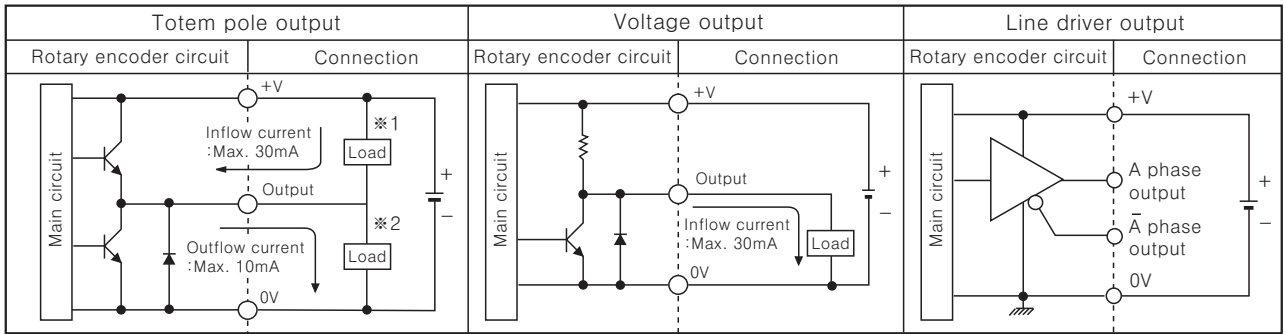 Totem pole output
Rotary encoder circuit
Connection
Main circuit
+V
Inflow current
:Max. 30mA
※1
Load
Output
※2
Outflow current
:Max. 10mA
Load
0V
+
−
Voltage output
Rotary encoder circuit
Connection
Main circuit
+V
Output
Inflow current
:Max. 30mA
Load
0V
+
−
Line driver output
Rotary encoder circuit
Connection
Main circuit
+V
A phase
output
A̅ phase
output
0V
+
−